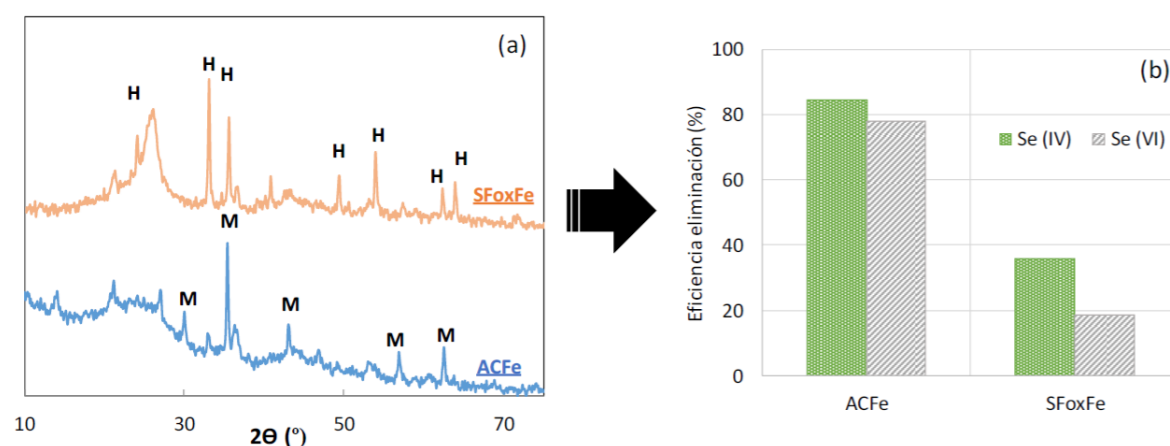 (a)
H
H
H
H
H
H
H
SFoxFe
M
M
M
M
M
ACFe
10
30
50
70
2Ɵ (º)
(b)
Eficiencia eliminación (%)
100
80
60
40
20
0
Se (IV)
Se (VI)
ACFe
SFoxFe